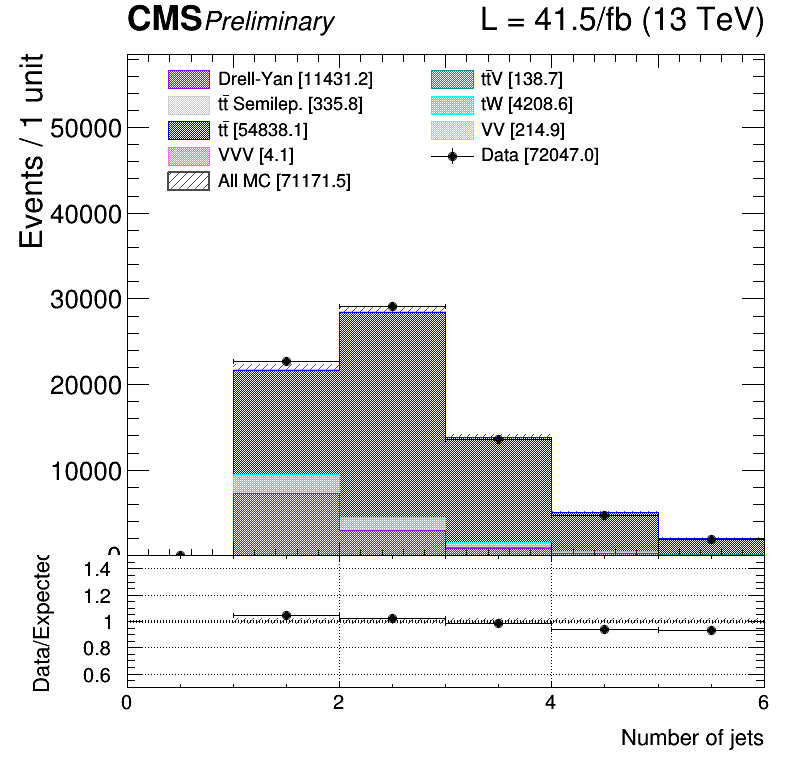 CMS Preliminary L = 41.5/fb (13 TeV)
Events / 1 unit
Drell-Yan [11431.2]
tt̄ Semilep. [335.8]
tt̄ [54838.1]
VVV [4.1]
All MC [71171.5]
tt̄V [138.7]
tW [4208.6]
VV [214.9]
Data [72047.0]
50000
40000
30000
20000
10000
0
Data/Expected
1.4
1.2
1
0.8
0.6
0 2 4 6
Number of jets